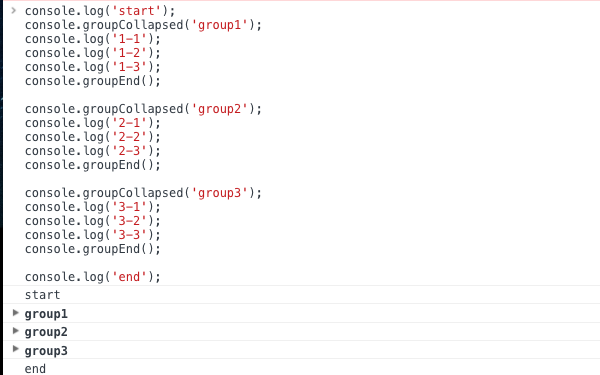 console.log('start');
console.groupCollapsed('group1');
console.log('1-1');
console.log('1-2');
console.log('1-3');
console.groupEnd();
console.groupCollapsed('group2');
console.log('2-1');
console.log('2-2');
console.log('2-3');
console.groupEnd();
console.groupCollapsed('group3');
console.log('3-1');
console.log('3-2');
console.log('3-3');
console.groupEnd();
console.log('end');
start
group1
group2
group3
end